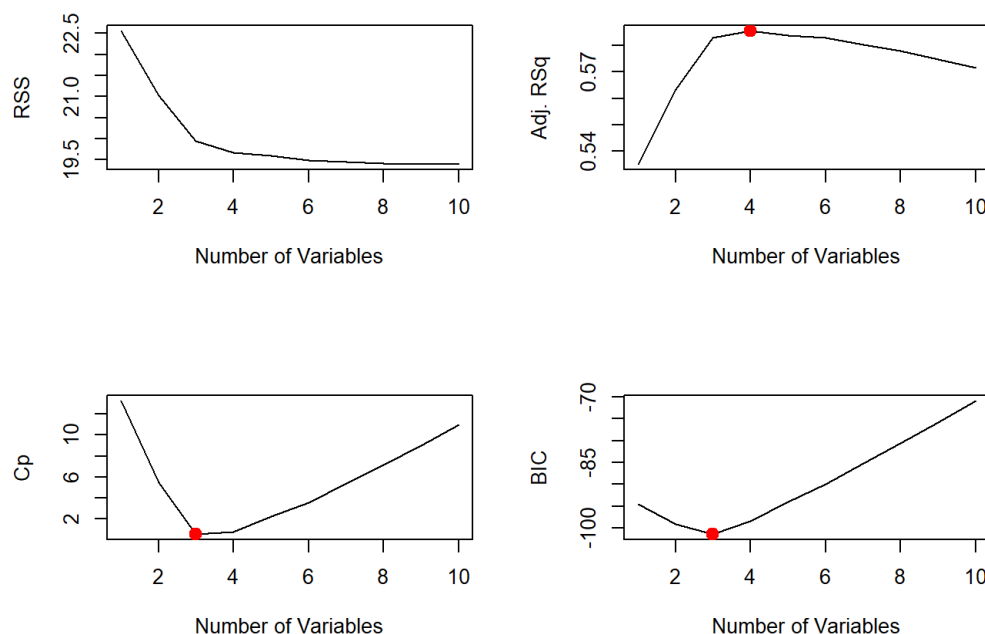 RSS
22.5
21.0
19.5
2 4 6 8 10
Number of Variables
Adj. RSq
0.57
0.54
2 4 6 8 10
Number of Variables
Cp
10
6
2
2 4 6 8 10
Number of Variables
BIC
-70
-85
-100
2 4 6 8 10
Number of Variables